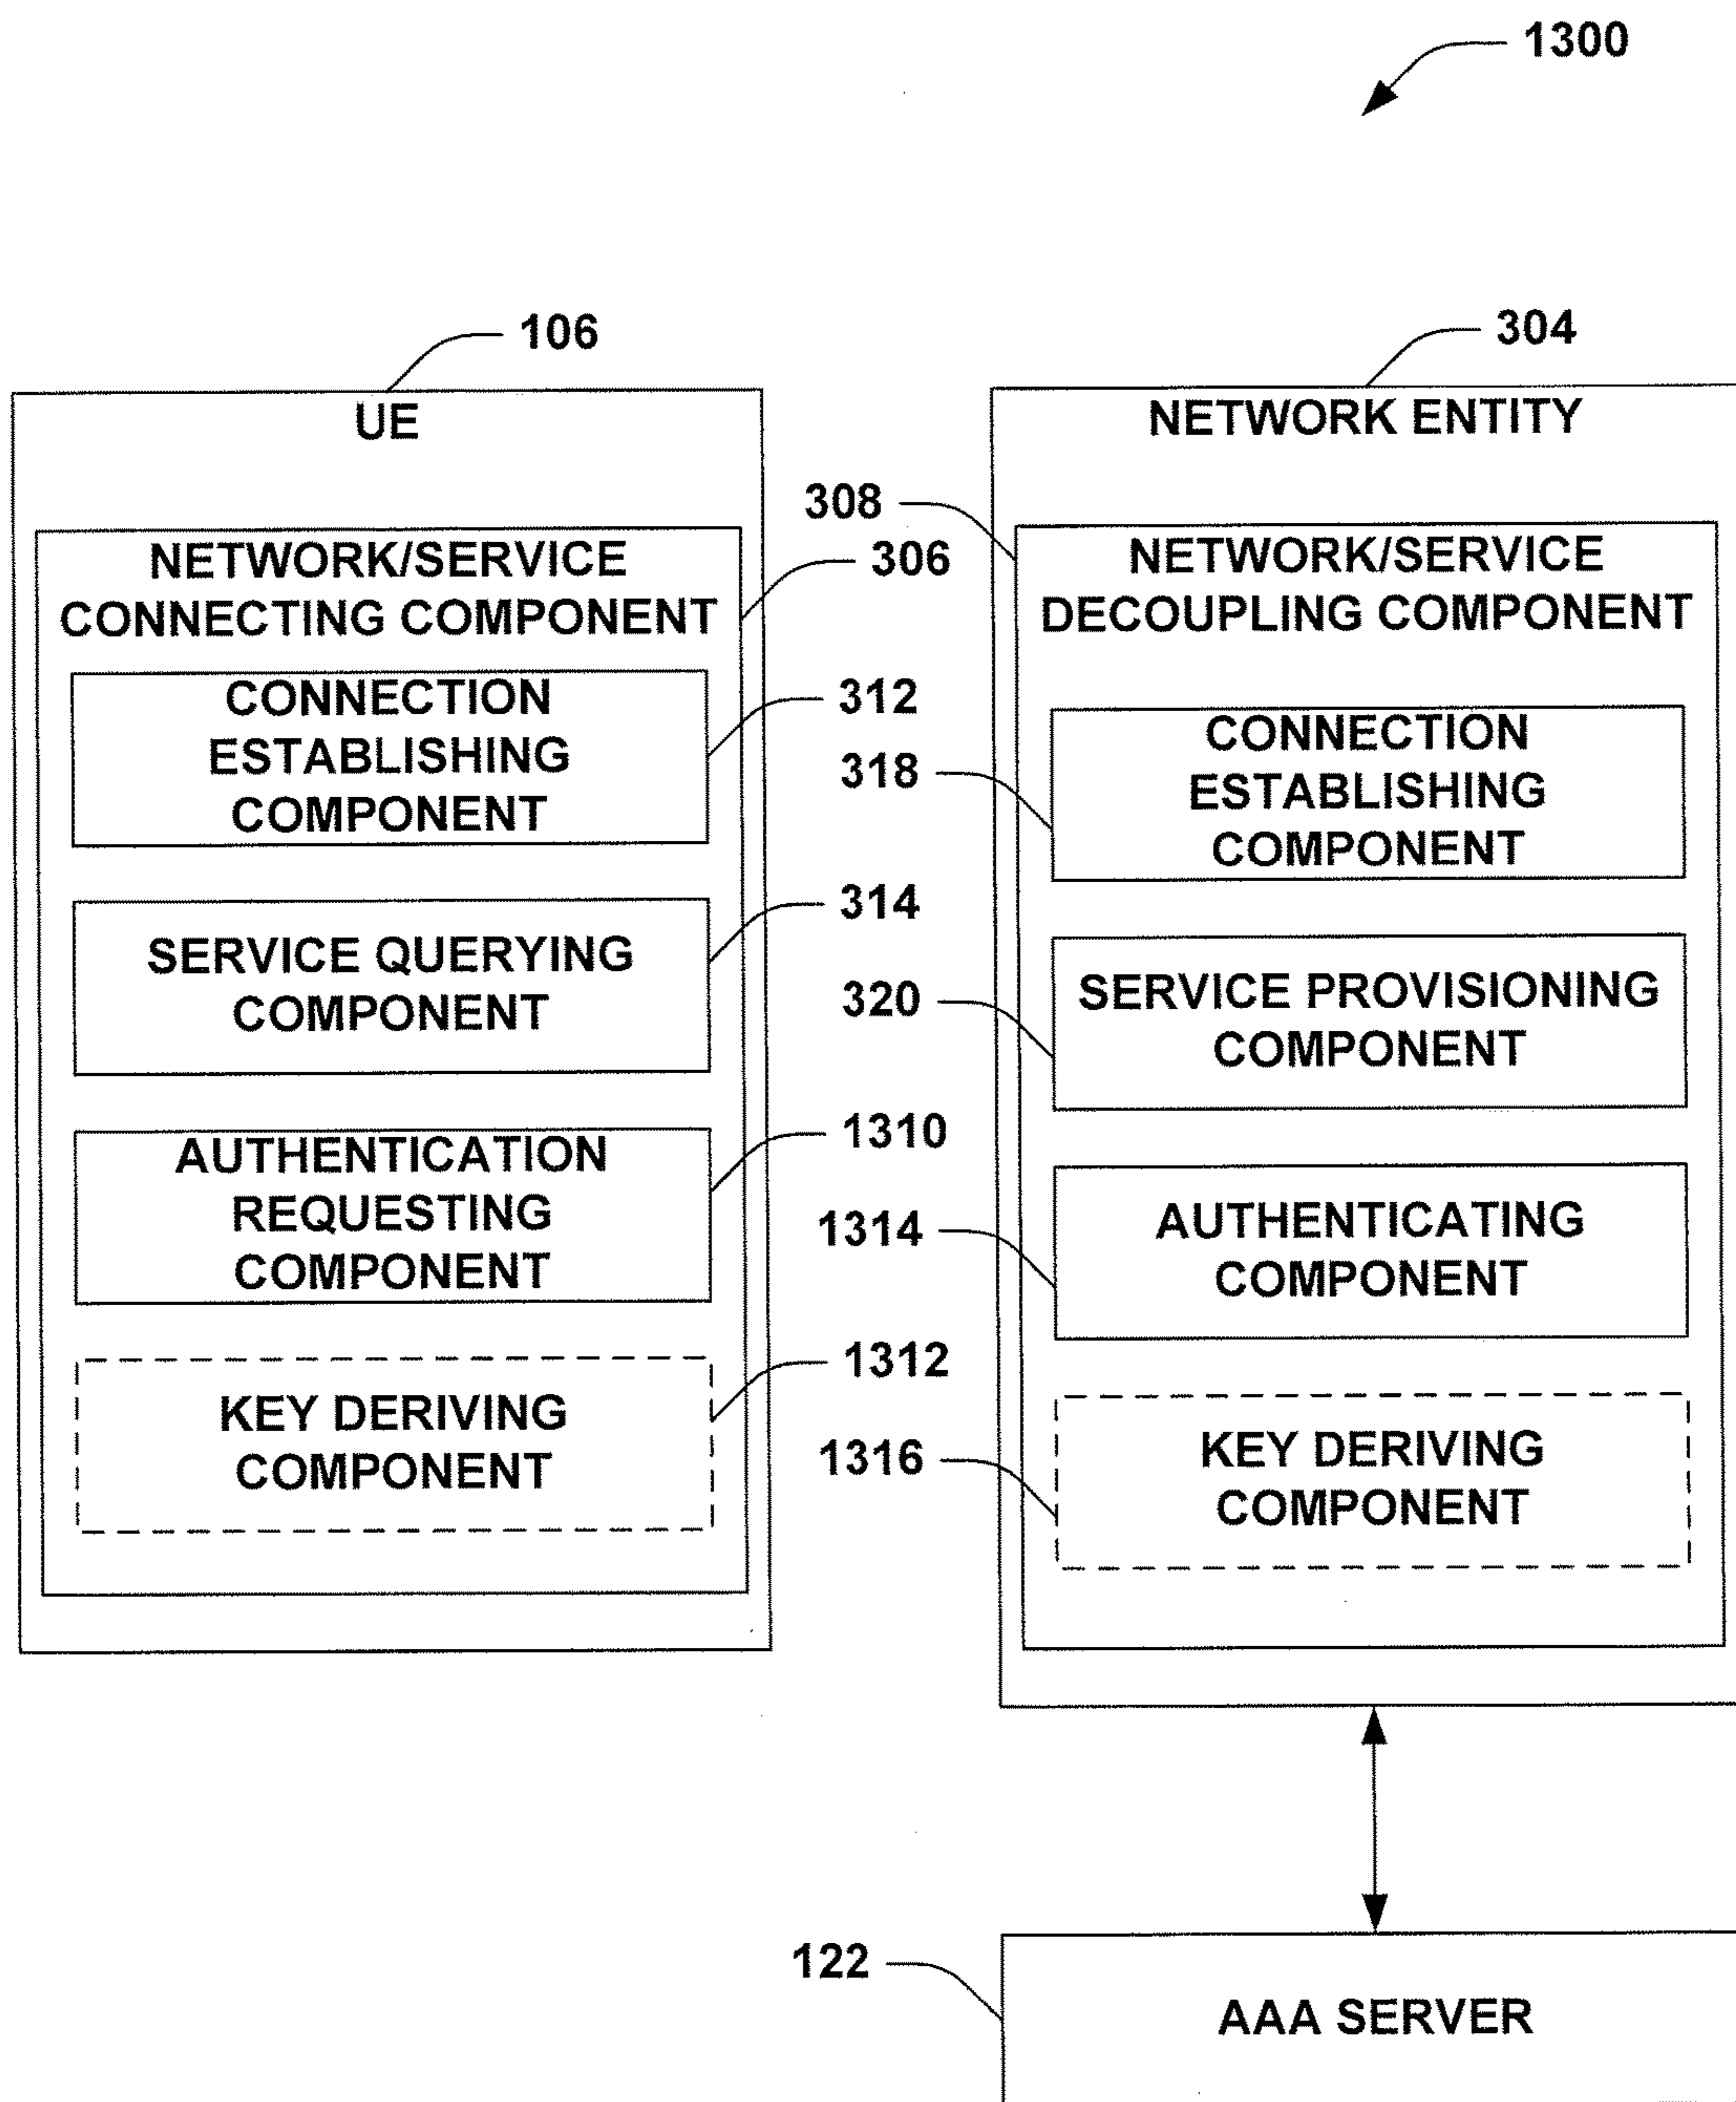 1300
106
304
UE
NETWORK ENTITY
308
NETWORK/SERVICE
CONNECTING COMPONENT
306
NETWORK/SERVICE
DECOUPLING COMPONENT
CONNECTION
ESTABLISHING
COMPONENT
312
318
CONNECTION
ESTABLISHING
COMPONENT
SERVICE QUERYING
COMPONENT
314
320
SERVICE PROVISIONING
COMPONENT
AUTHENTICATION
REQUESTING
COMPONENT
1310
1314
AUTHENTICATING
COMPONENT
KEY DERIVING
COMPONENT
1312
1316
KEY DERIVING
COMPONENT
122
AAA SERVER